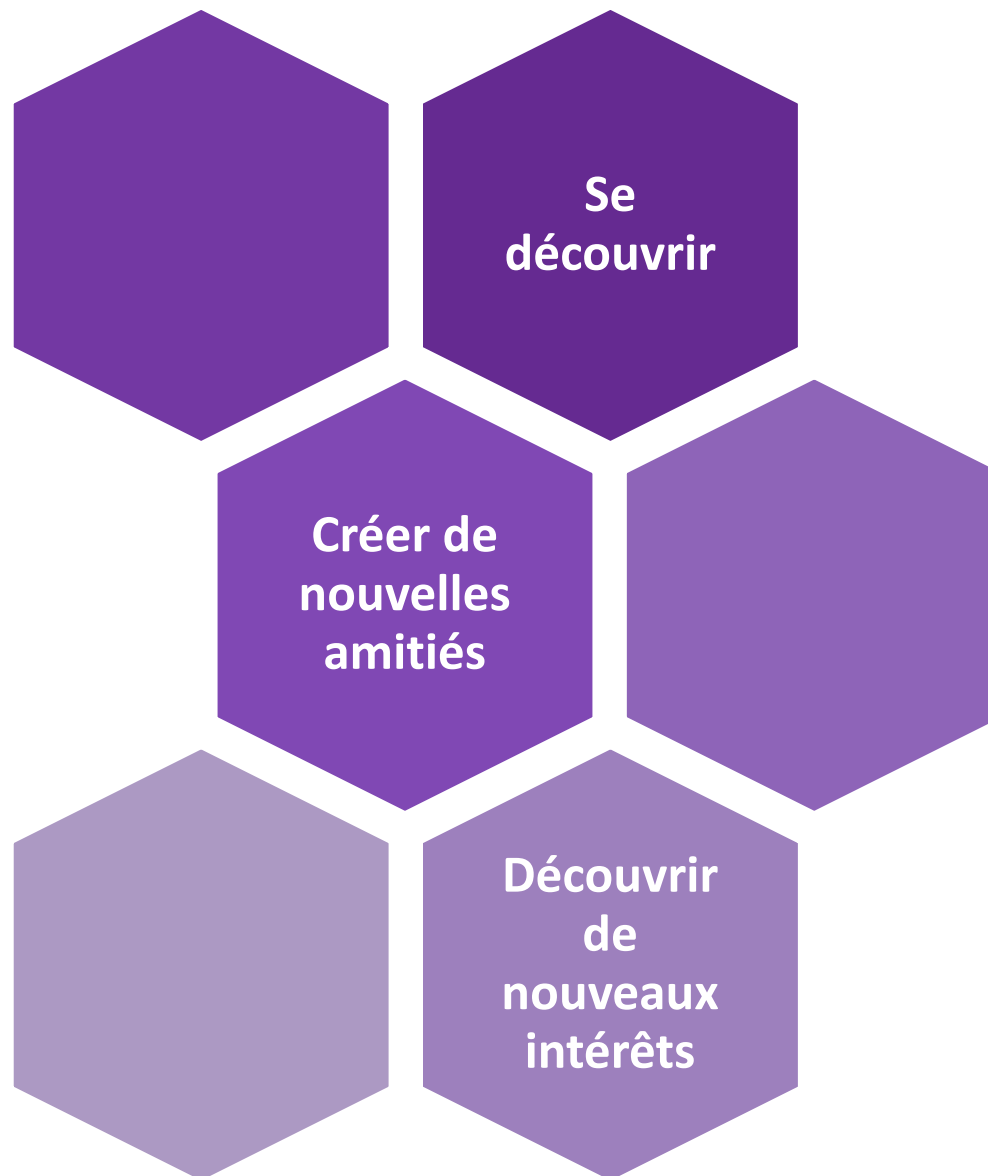 Se
découvrir
Créer de
nouvelles
amitiés
Découvrir
de
nouveaux
intérêts